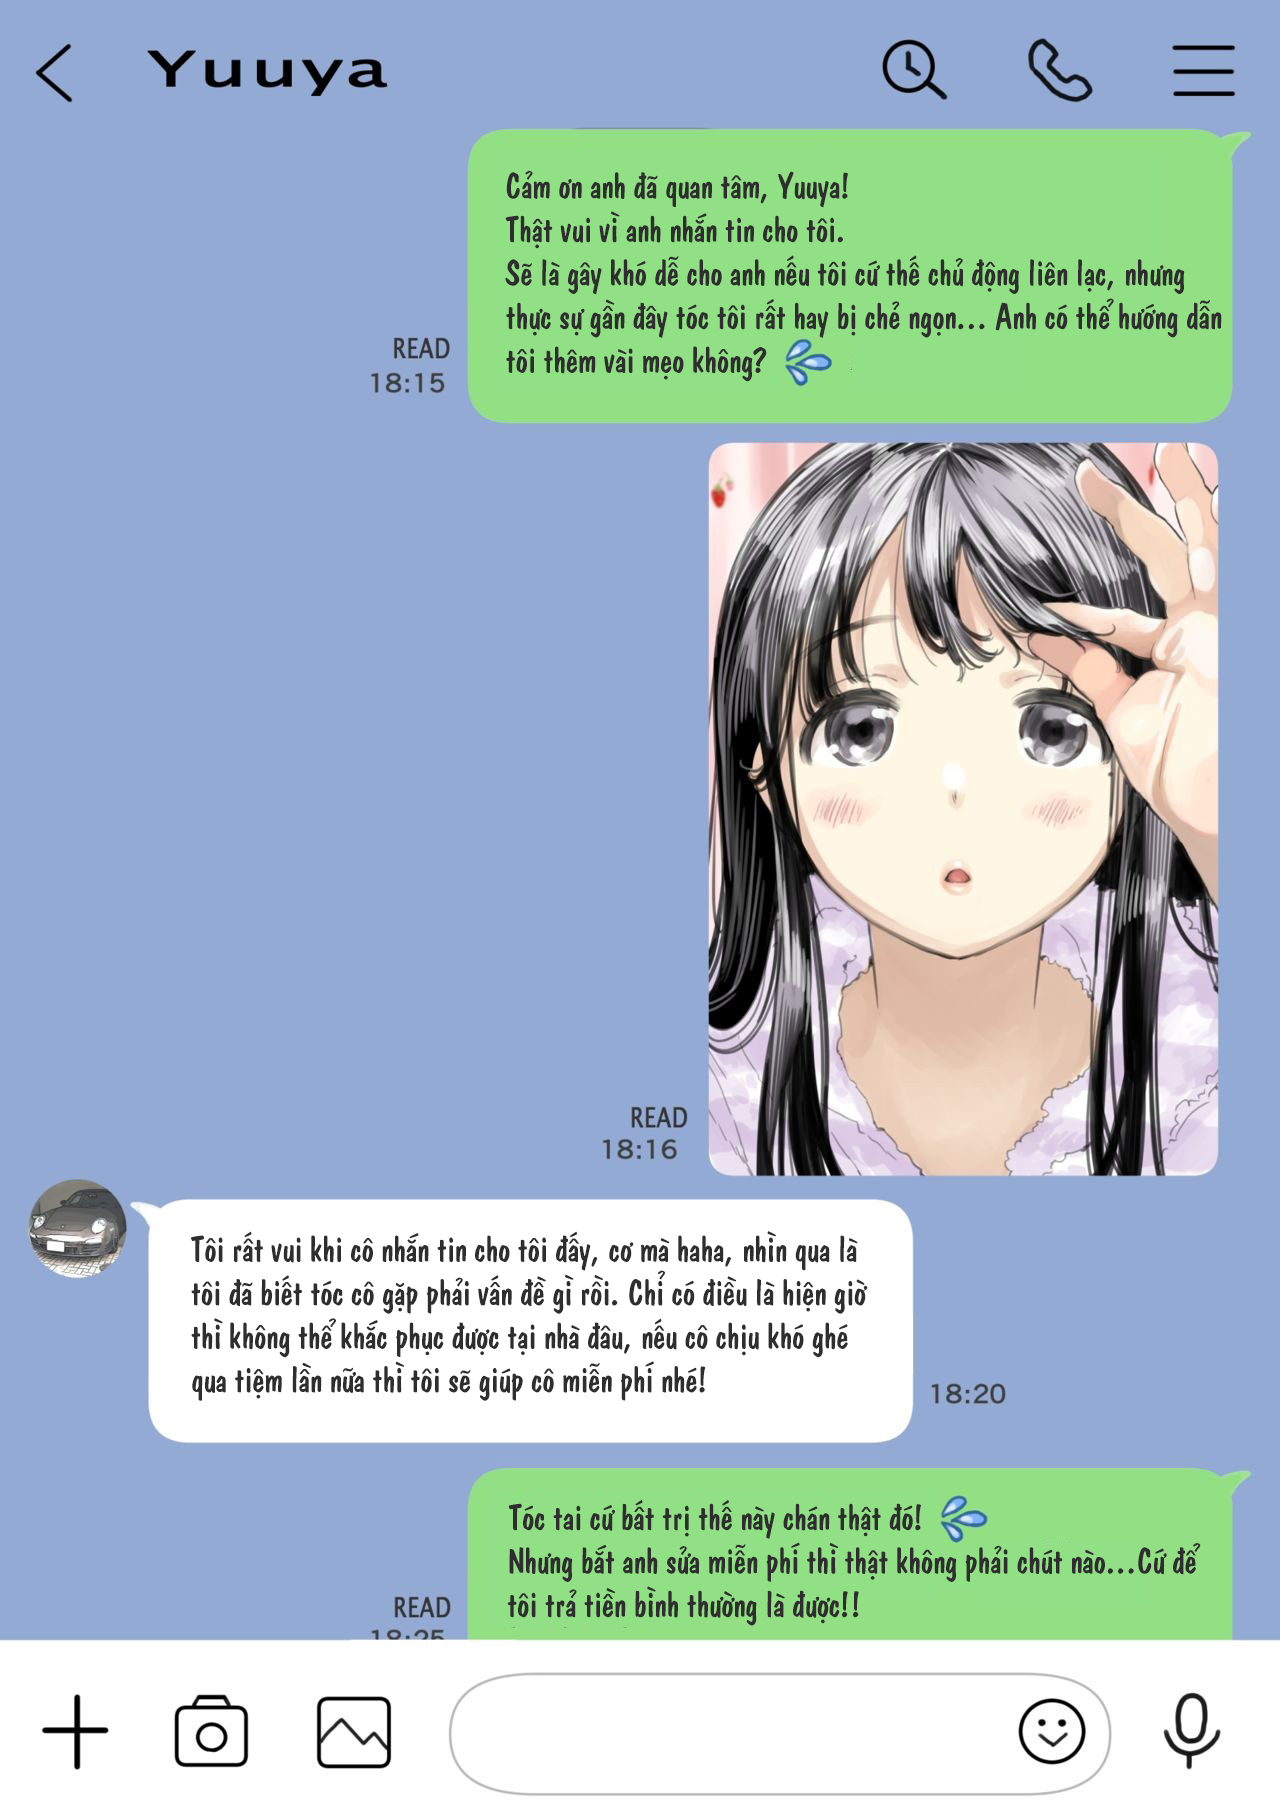 Yuuya
Cảm ơn anh đã quan tâm, Yuuya!
Thật vui vì anh nhắn tin cho tôi.
Sẽ là gây khó dễ cho anh nếu tôi cứ thế chủ động liên lạc, nhưng
thực sự gần đây tóc tôi rất hay bị chẻ ngọn... Anh có thể hướng dẫn
tôi thêm vài mẹo không?
READ
18:15
READ
18:16
Tôi rất vui khi cô nhắn tin cho tôi đấy, cơ mà haha, nhìn qua là
tôi đã biết tóc cô gặp phải vấn đề gì rồi. Chỉ có điều là hiện giờ
thì không thể khắc phục được tại nhà đâu, nếu cô chịu khó ghé
qua tiệm lần nữa thì tôi sẽ giúp cô miễn phí nhé!
18:20
Tóc tai cứ bất trị thế này chán thật đó!
Nhưng bắt anh sửa miễn phí thì thật không phải chút nào...Cứ để
tôi trả tiền bình thường là được!!
READ
18:25